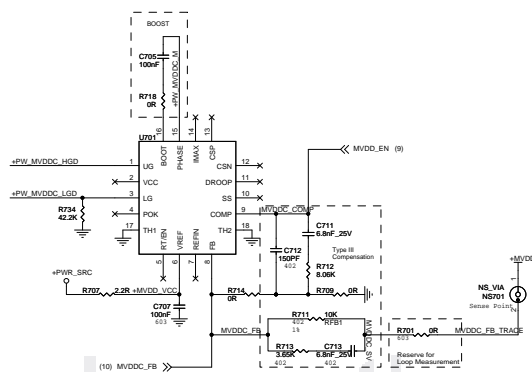 BOOST
C705
100nF
+PW_MVDDC_M
R718
0R
16
15
14
13
U701
BOOT
PHASE
IMAX
CSP
+PW_MVDDC_HGD
1
UG
CSN
12
2
VCC
DROOP
11
+PW_MVDDC_LGD
3
LG
SS
10
4
POK
COMP
9
MVDDC_COMP
17
TH1
TH2
18
RT/EN
VREF
REFIN
FB
5
6
7
8
R734
42.2K
MVDD_EN (9)
C711
6.8nF_25V
C712
150PF
402
Type III
Compensation
R712
8.06K
+PWR_SRC
R707
2.2R
+MVDD_VCC
C707
100nF
603
R714
0R
R709
0R
R711
10K
402
1%
RFB1
MVDDC_FB
R713
3.65K
402
C713
6.8nF_25V
402
MVDDC_SV
R701
0R
603
MVDDC_FB_TRACE
Reserve for
Loop Measurement
(10) MVDDC_FB
+MVD
1
NS_VIA
NS701
Sense Point
2